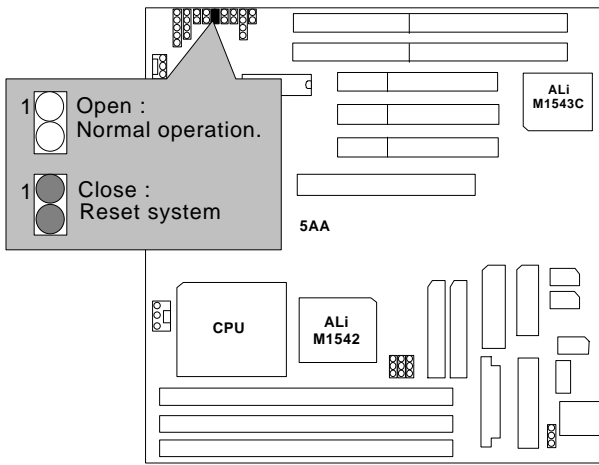 ALi
M1543C
1 Open :
Normal operation.
1 Close :
Reset system
5AA
CPU
ALi
M1542